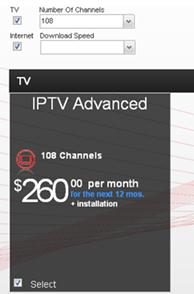 TV Number Of Channels
108
Internet Download Speed
TV
IPTV Advanced
108 Channels
$260.00 per month
for the next 12 mos.
+ installation
Select